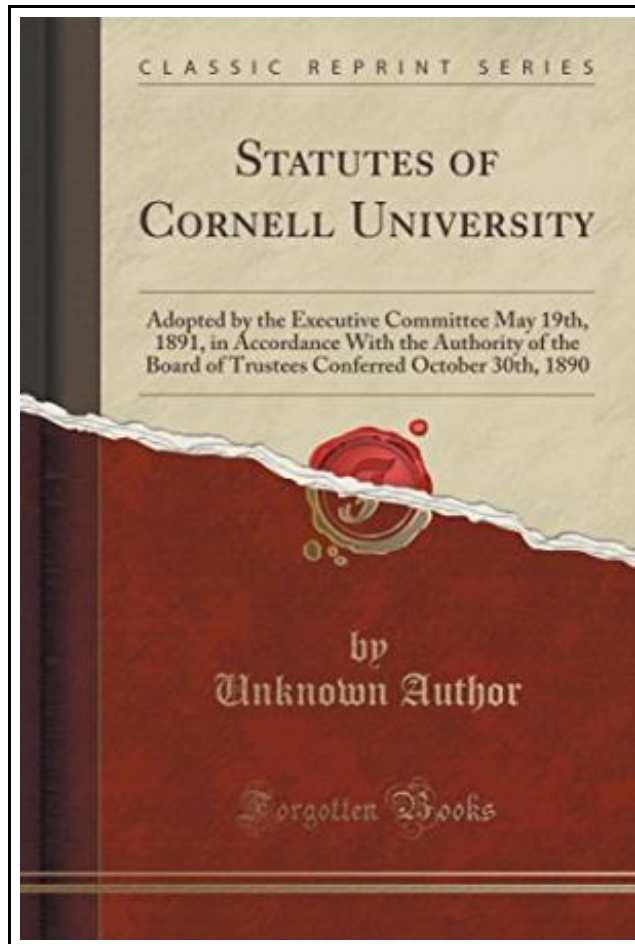 CLASSIC REPRINT SERIES
STATUTES OF
CORNELL UNIVERSITY
Adopted by the Executive Committee May 19th,
1891, in Accordance With the Authority of the
Board of Trustees Conferred October 30th, 1890
by
Unknown Author
Forgotten Books